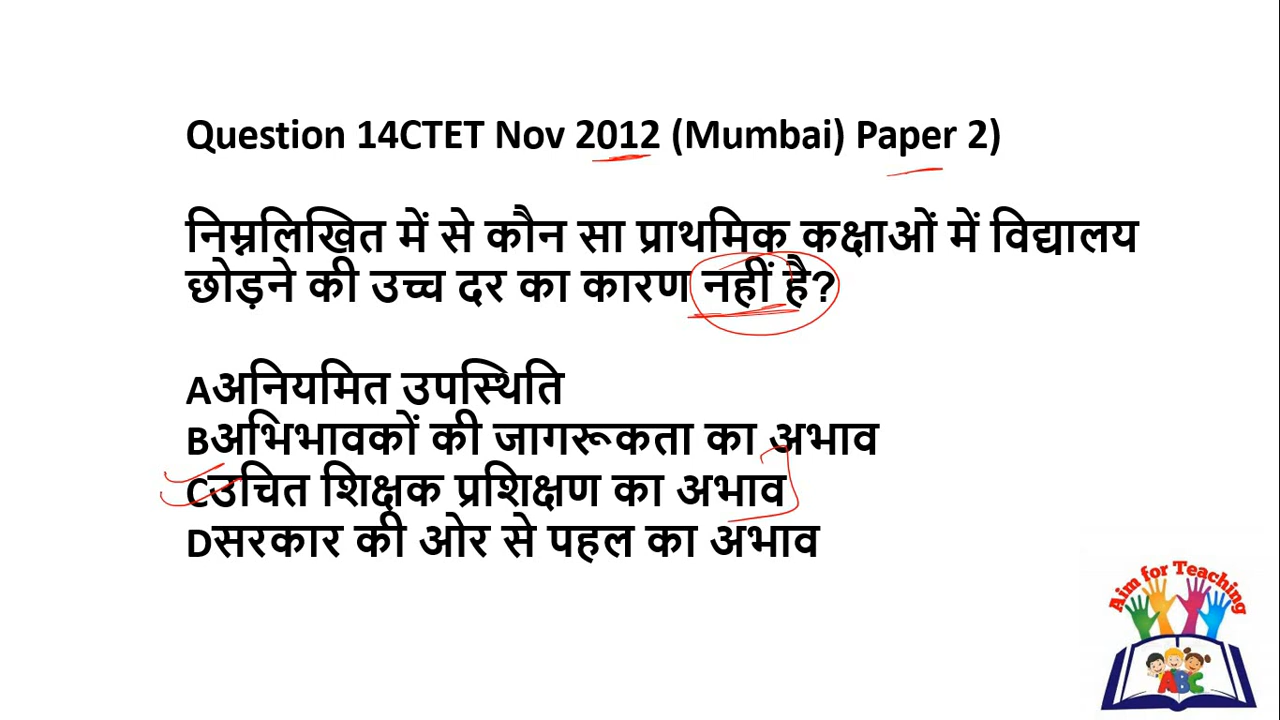 Question 14CTET Nov 2012 (Mumbai) Paper 2)
निम्नलिखित में से कौन सा प्राथमिक कक्षाओं में विद्यालय
छोड़ने की उच्च दर का कारण नहीं है?
Aअनियमित उपस्थिति
Bअभिभावकों की जागरूकता का अभाव
Cउचित शिक्षक प्रशिक्षण का अभाव
Dसरकार की ओर से पहल का अभाव
Aim for Teaching
ABC